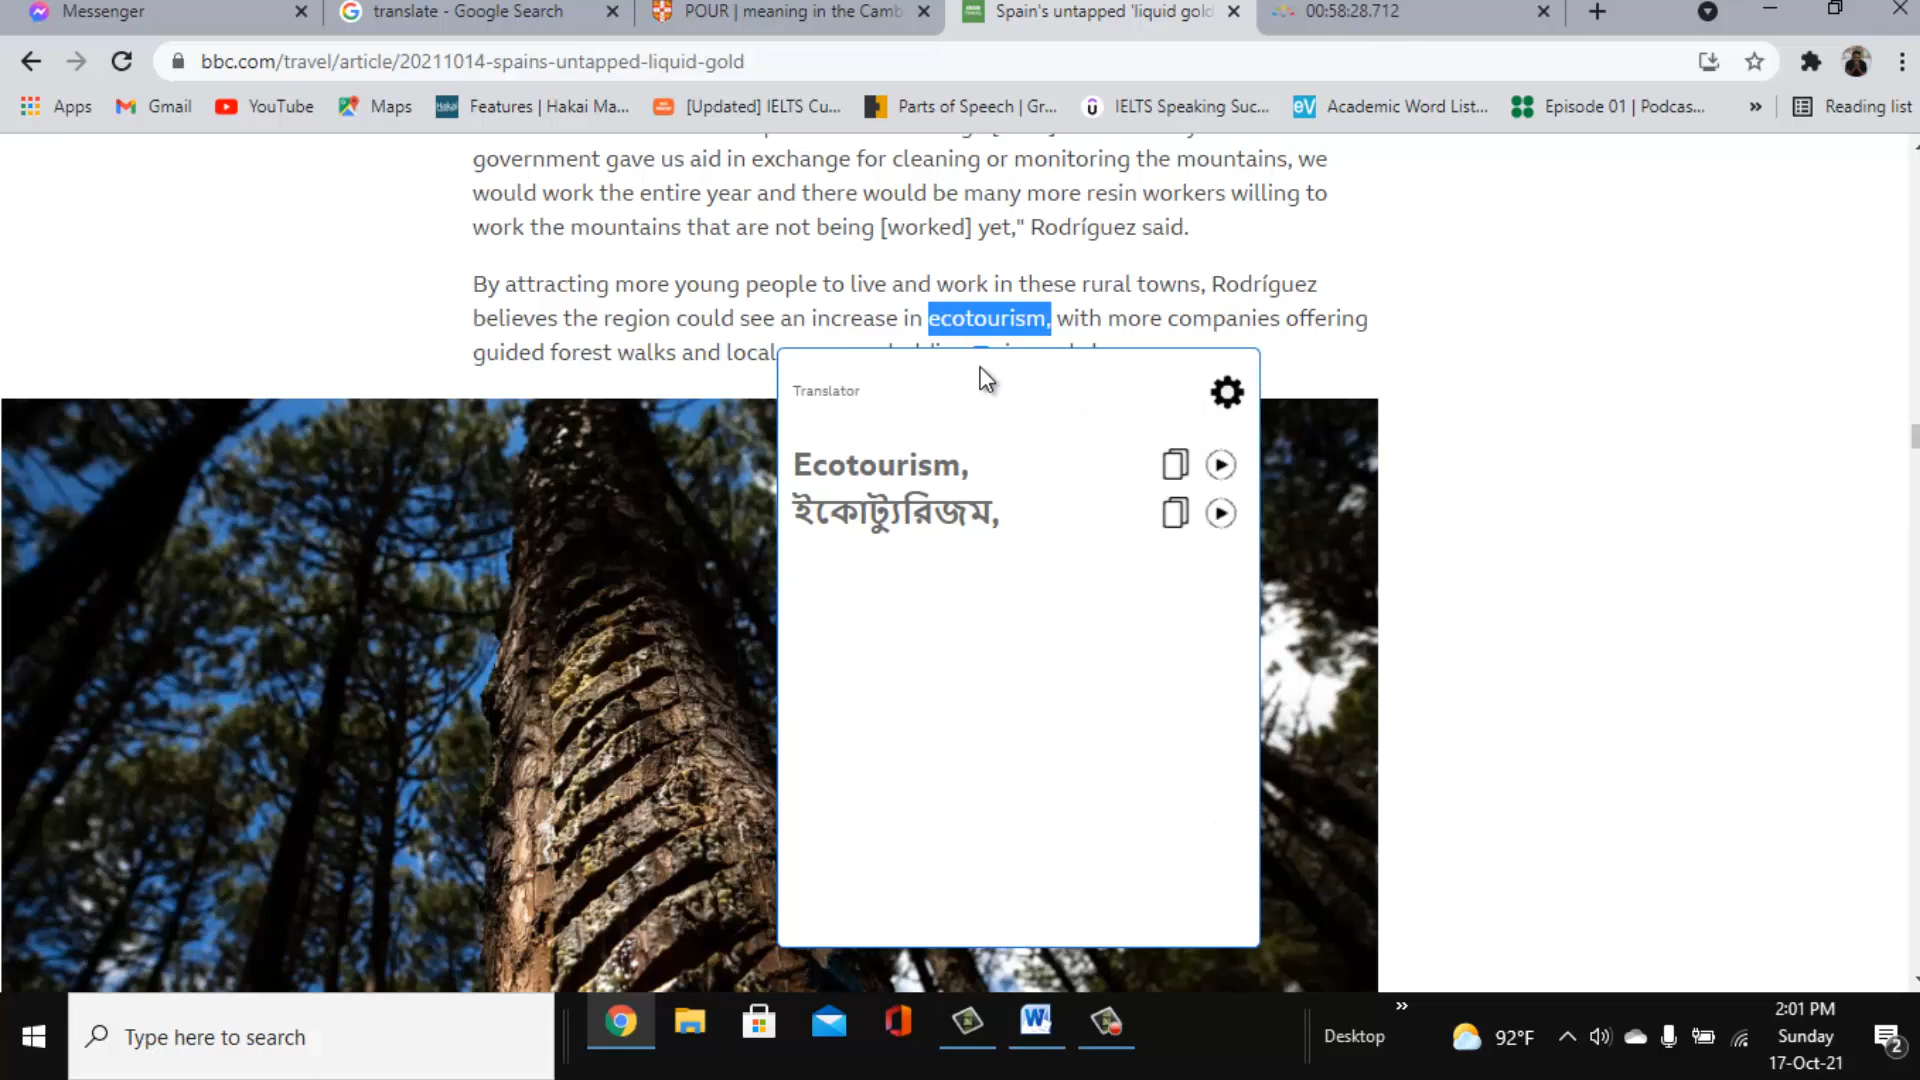 Messenger
translate - Google Search
POUR | meaning in the Camb
Spain's untapped 'liquid gold
00:58:28.712
bbc.com/travel/article/20211014-spains-untapped-liquid-gold
Apps
Gmail
YouTube
Maps
Hakai
Features | Hakai Ma...
[Updated] IELTS Cu...
Parts of Speech | Gr...
IELTS Speaking Suc...
eV
Academic Word List...
Episode 01 | Podcas...
»
Reading list
government gave us aid in exchange for cleaning or monitoring the mountains, we
would work the entire year and there would be many more resin workers willing to
work the mountains that are not being [worked] yet," Rodríguez said.
By attracting more young people to live and work in these rural towns, Rodríguez
believes the region could see an increase in ecotourism, with more companies offering
guided forest walks and local
Translator
Ecotourism,
ইকোট্যুরিজম,
Type here to search
Desktop
»
92°F
2:01 PM
Sunday
17-Oct-21
2